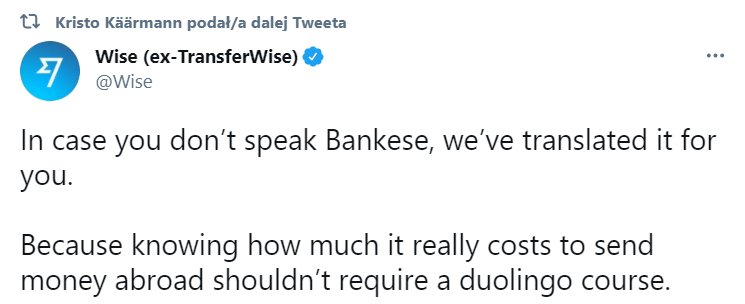 Kristo Käärmann podał/a dalej Tweeta
Wise (ex-TransferWise)
@Wise
In case you don’t speak Bankese, we’ve translated it for
you.
Because knowing how much it really costs to send
money abroad shouldn’t require a duolingo course.